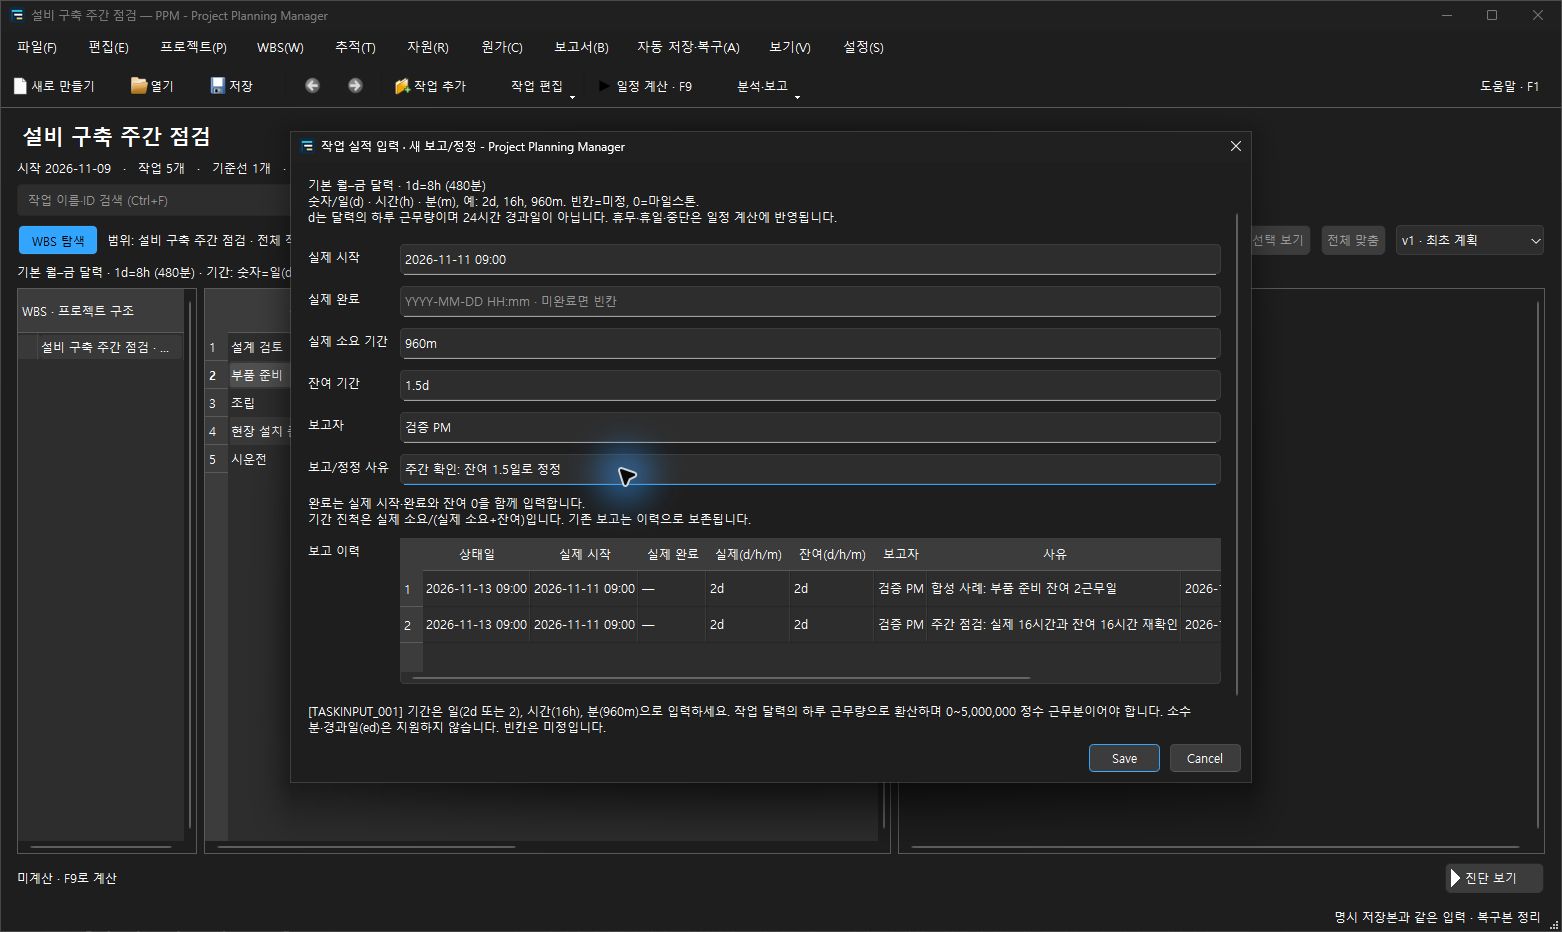 설비 구축 주간 점검 — PPM - Project Planning Manager
파일(F) 편집(E) 프로젝트(P) WBS(W) 추적(T) 자원(R) 원가(C) 보고서(B) 자동 저장·복구(A) 보기(V) 설정(S)
새로 만들기 열기 저장 작업 추가 작업 편집 일정 계산 · F9 분석·보고 도움말 · F1
설비 구축 주간 점검
시작 2026-11-09 · 작업 5개 · 기준선 1개 ·
작업 이름·ID 검색 (Ctrl+F)
WBS 탐색 범위: 설비 구축 주간 점검 · 전체 선택 보기 전체 맞춤 v1 · 최초 계획
기본 월–금 달력 · 1d=8h (480분) · 기간: 숫자=일(d
WBS · 프로젝트 구조
설비 구축 주간 점검 · ...
1 설계 검토
2 부품 준비
3 조립
4 현장 설치
5 시운전
작업 실적 입력 · 새 보고/정정 - Project Planning Manager
기본 월–금 달력 · 1d=8h (480분)
숫자/일(d) · 시간(h) · 분(m), 예: 2d, 16h, 960m. 빈칸=미정, 0=마일스톤.
d는 달력의 하루 근무량이며 24시간 경과일이 아닙니다. 휴무·휴일·중단은 일정 계산에 반영됩니다.
실제 시작 2026-11-11 09:00
실제 완료 YYYY-MM-DD HH:mm · 미완료면 빈칸
실제 소요 기간 960m
잔여 기간 1.5d
보고자 검증 PM
보고/정정 사유 주간 확인: 잔여 1.5일로 정정
완료는 실제 시작·완료와 잔여 0을 함께 입력합니다.
기간 진척은 실제 소요/(실제 소요+잔여)입니다. 기존 보고는 이력으로 보존됩니다.
보고 이력
상태일 실제 시작 실제 완료 실제(d/h/m) 잔여(d/h/m) 보고자 사유
1 2026-11-13 09:00 2026-11-11 09:00 — 2d 2d 검증 PM 합성 사례: 부품 준비 잔여 2근무일 2026-
2 2026-11-13 09:00 2026-11-11 09:00 — 2d 2d 검증 PM 주간 점검: 실제 16시간과 잔여 16시간 재확인 2026-
[TASKINPUT_001] 기간은 일(2d 또는 2), 시간(16h), 분(960m)으로 입력하세요. 작업 달력의 하루 근무량으로 환산하며 0~5,000,000 정수 근무분이어야 합니다. 소수
분·경과일(ed)은 지원하지 않습니다. 빈칸은 미정입니다.
Save Cancel
미계산 · F9로 계산
진단 보기
명시 저장본과 같은 입력 · 복구본 정리